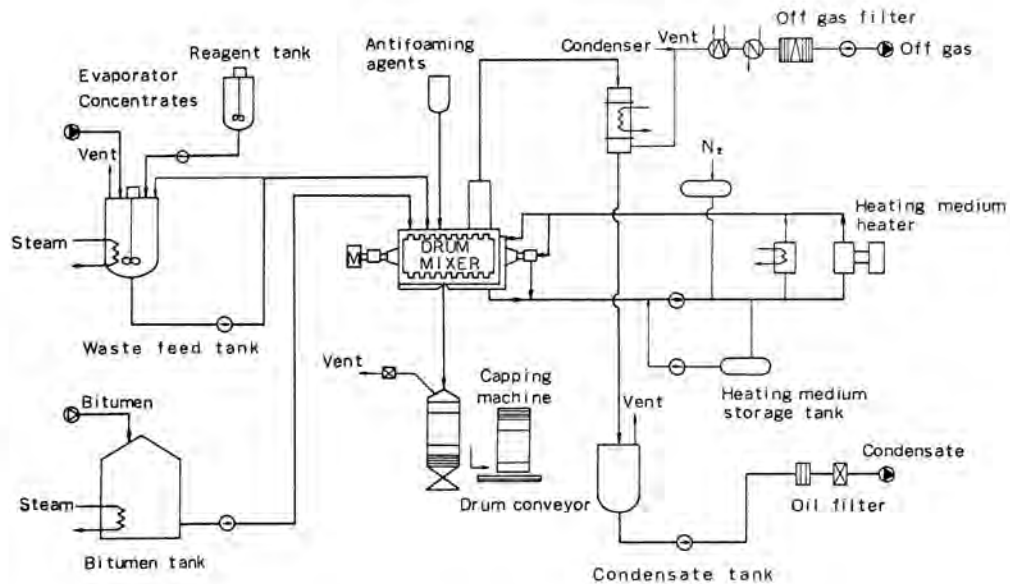 Reagent tank
Evaporator
Concentrates
Vent
Steam
Waste feed tank
Bitumen
Steam
Bitumen tank
Antifoaming
agents
M
DRUM
MIXER
Vent
Capping
machine
Drum conveyor
Condenser
Vent
Off gas filter
Off gas
N₂
Heating medium
heater
Heating medium
storage tank
Vent
Condensate
Oil filter
Condensate tank